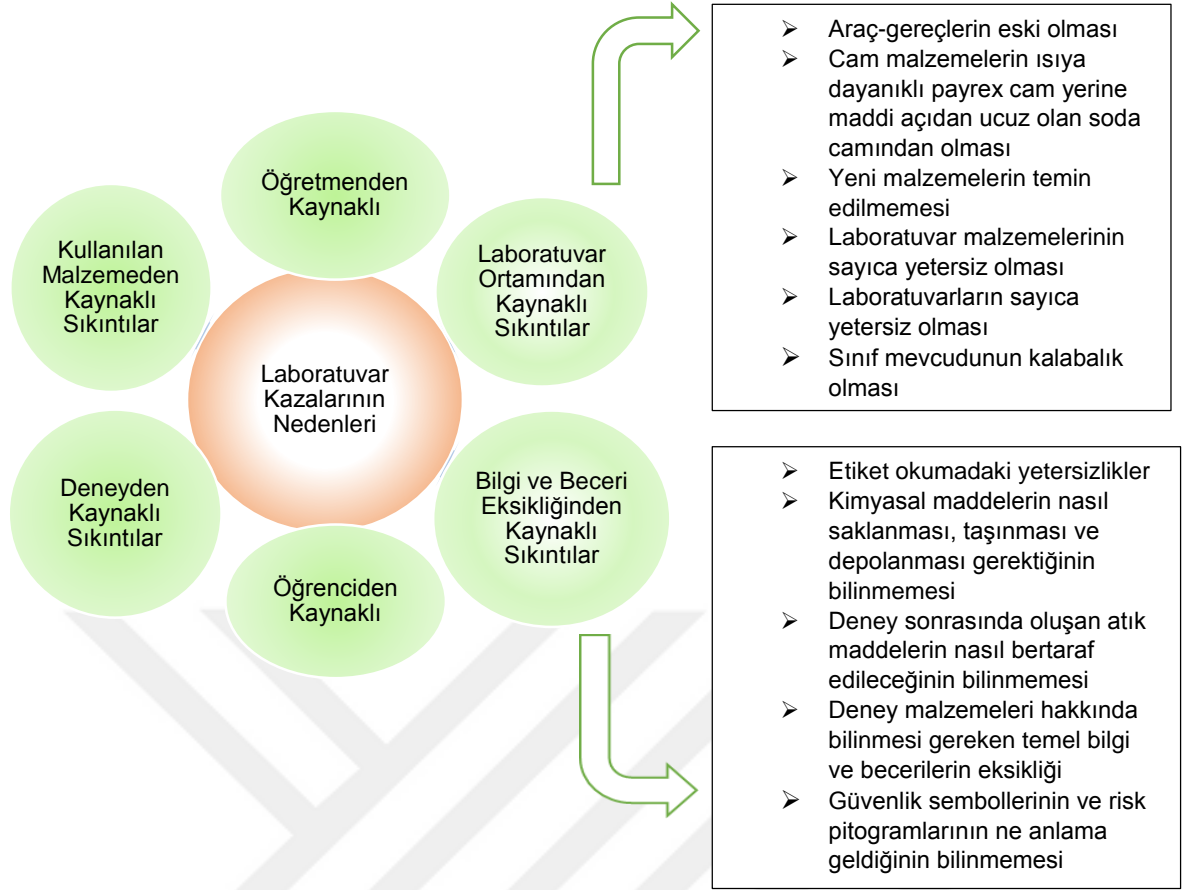 Öğretmenden
Kaynaklı
Kullanılan
Malzemeden
Kaynaklı
Sıkıntılar
Laboratuvar
Ortamından
Kaynaklı
Sıkıntılar
Laboratuvar
Kazalarının
Nedenleri
Deneyden
Kaynaklı
Sıkıntılar
Bilgi ve Beceri
Eksikliğinden
Kaynaklı
Sıkıntılar
Öğrenciden
Kaynaklı
➢ Araç-gereçlerin eski olması
➢ Cam malzemelerin ısıya
dayanıklı payrex cam yerine
maddi açıdan ucuz olan soda
camından olması
➢ Yeni malzemelerin temin
edilmemesi
➢ Laboratuvar malzemelerinin
sayıca yetersiz olması
➢ Laboratuvarların sayıca
yetersiz olması
➢ Sınıf mevcudunun kalabalık
olması
➢ Etiket okumadaki yetersizlikler
➢ Kimyasal maddelerin nasıl
saklanması, taşınması ve
depolanması gerektiğinin
bilinmemesi
➢ Deney sonrasında oluşan atık
maddelerin nasıl bertaraf
edileceğinin bilinmemesi
➢ Deney malzemeleri hakkında
bilinmesi gereken temel bilgi
ve becerilerin eksikliği
➢ Güvenlik sembollerinin ve risk
pitogramlarının ne anlama
geldiğinin bilinmemesi